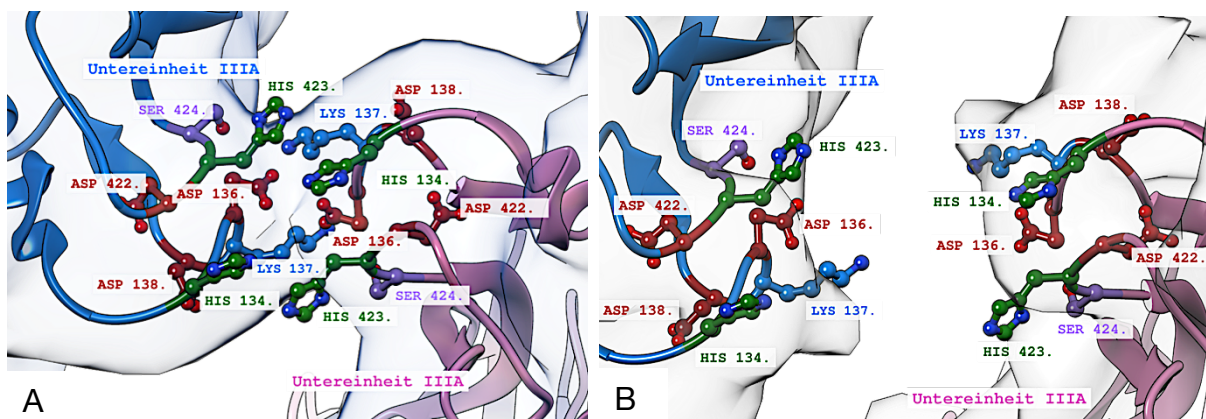 Untereinheit IIIA
HIS 423.
ASP 138.
SER 424.
LYS 137.
ASP 422.
ASP 136.
HIS 134.
ASP 422.
ASP 136.
LYS 137.
ASP 138.
HIS 134.
HIS 423.
SER 424.
Untereinheit IIIA
A
Untereinheit IIIA
SER 424.
HIS 423.
ASP 422.
ASP 136.
ASP 138.
LYS 137.
HIS 134.
ASP 138.
LYS 137.
HIS 134.
ASP 136.
ASP 422.
SER 424.
HIS 423.
Untereinheit IIIA
B